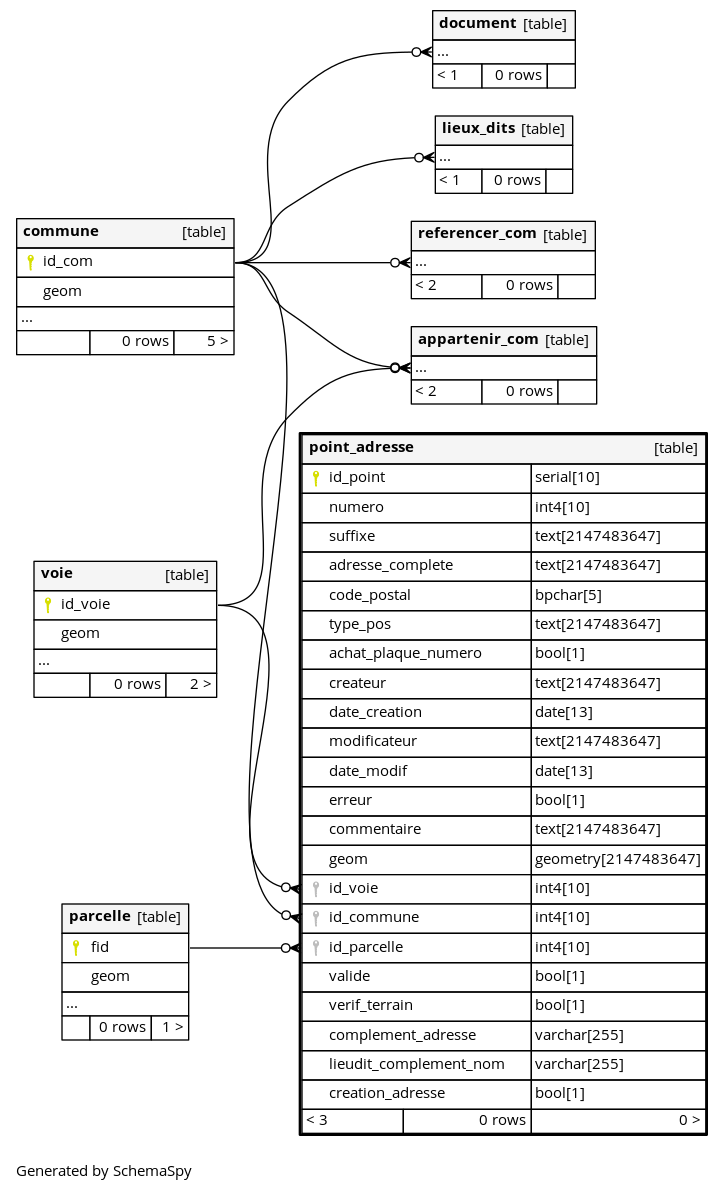 document [table]
...
< 1 0 rows
lieux_dits [table]
...
< 1 0 rows
commune [table]
id_com
geom
...
0 rows 5 >
referencer_com [table]
...
< 2 0 rows
appartenir_com [table]
...
< 2 0 rows
point_adresse [table]
id_point serial[10]
numero int4[10]
suffixe text[2147483647]
adresse_complete text[2147483647]
code_postal bpchar[5]
type_pos text[2147483647]
achat_plaque_numero bool[1]
createur text[2147483647]
date_creation date[13]
modificateur text[2147483647]
date_modif date[13]
erreur bool[1]
commentaire text[2147483647]
geom geometry[2147483647]
id_voie int4[10]
id_commune int4[10]
id_parcelle int4[10]
valide bool[1]
verif_terrain bool[1]
complement_adresse varchar[255]
lieudit_complement_nom varchar[255]
creation_adresse bool[1]
< 3 0 rows 0 >
voie [table]
id_voie
geom
...
0 rows 2 >
parcelle [table]
fid
geom
...
0 rows 1 >
Generated by SchemaSpy